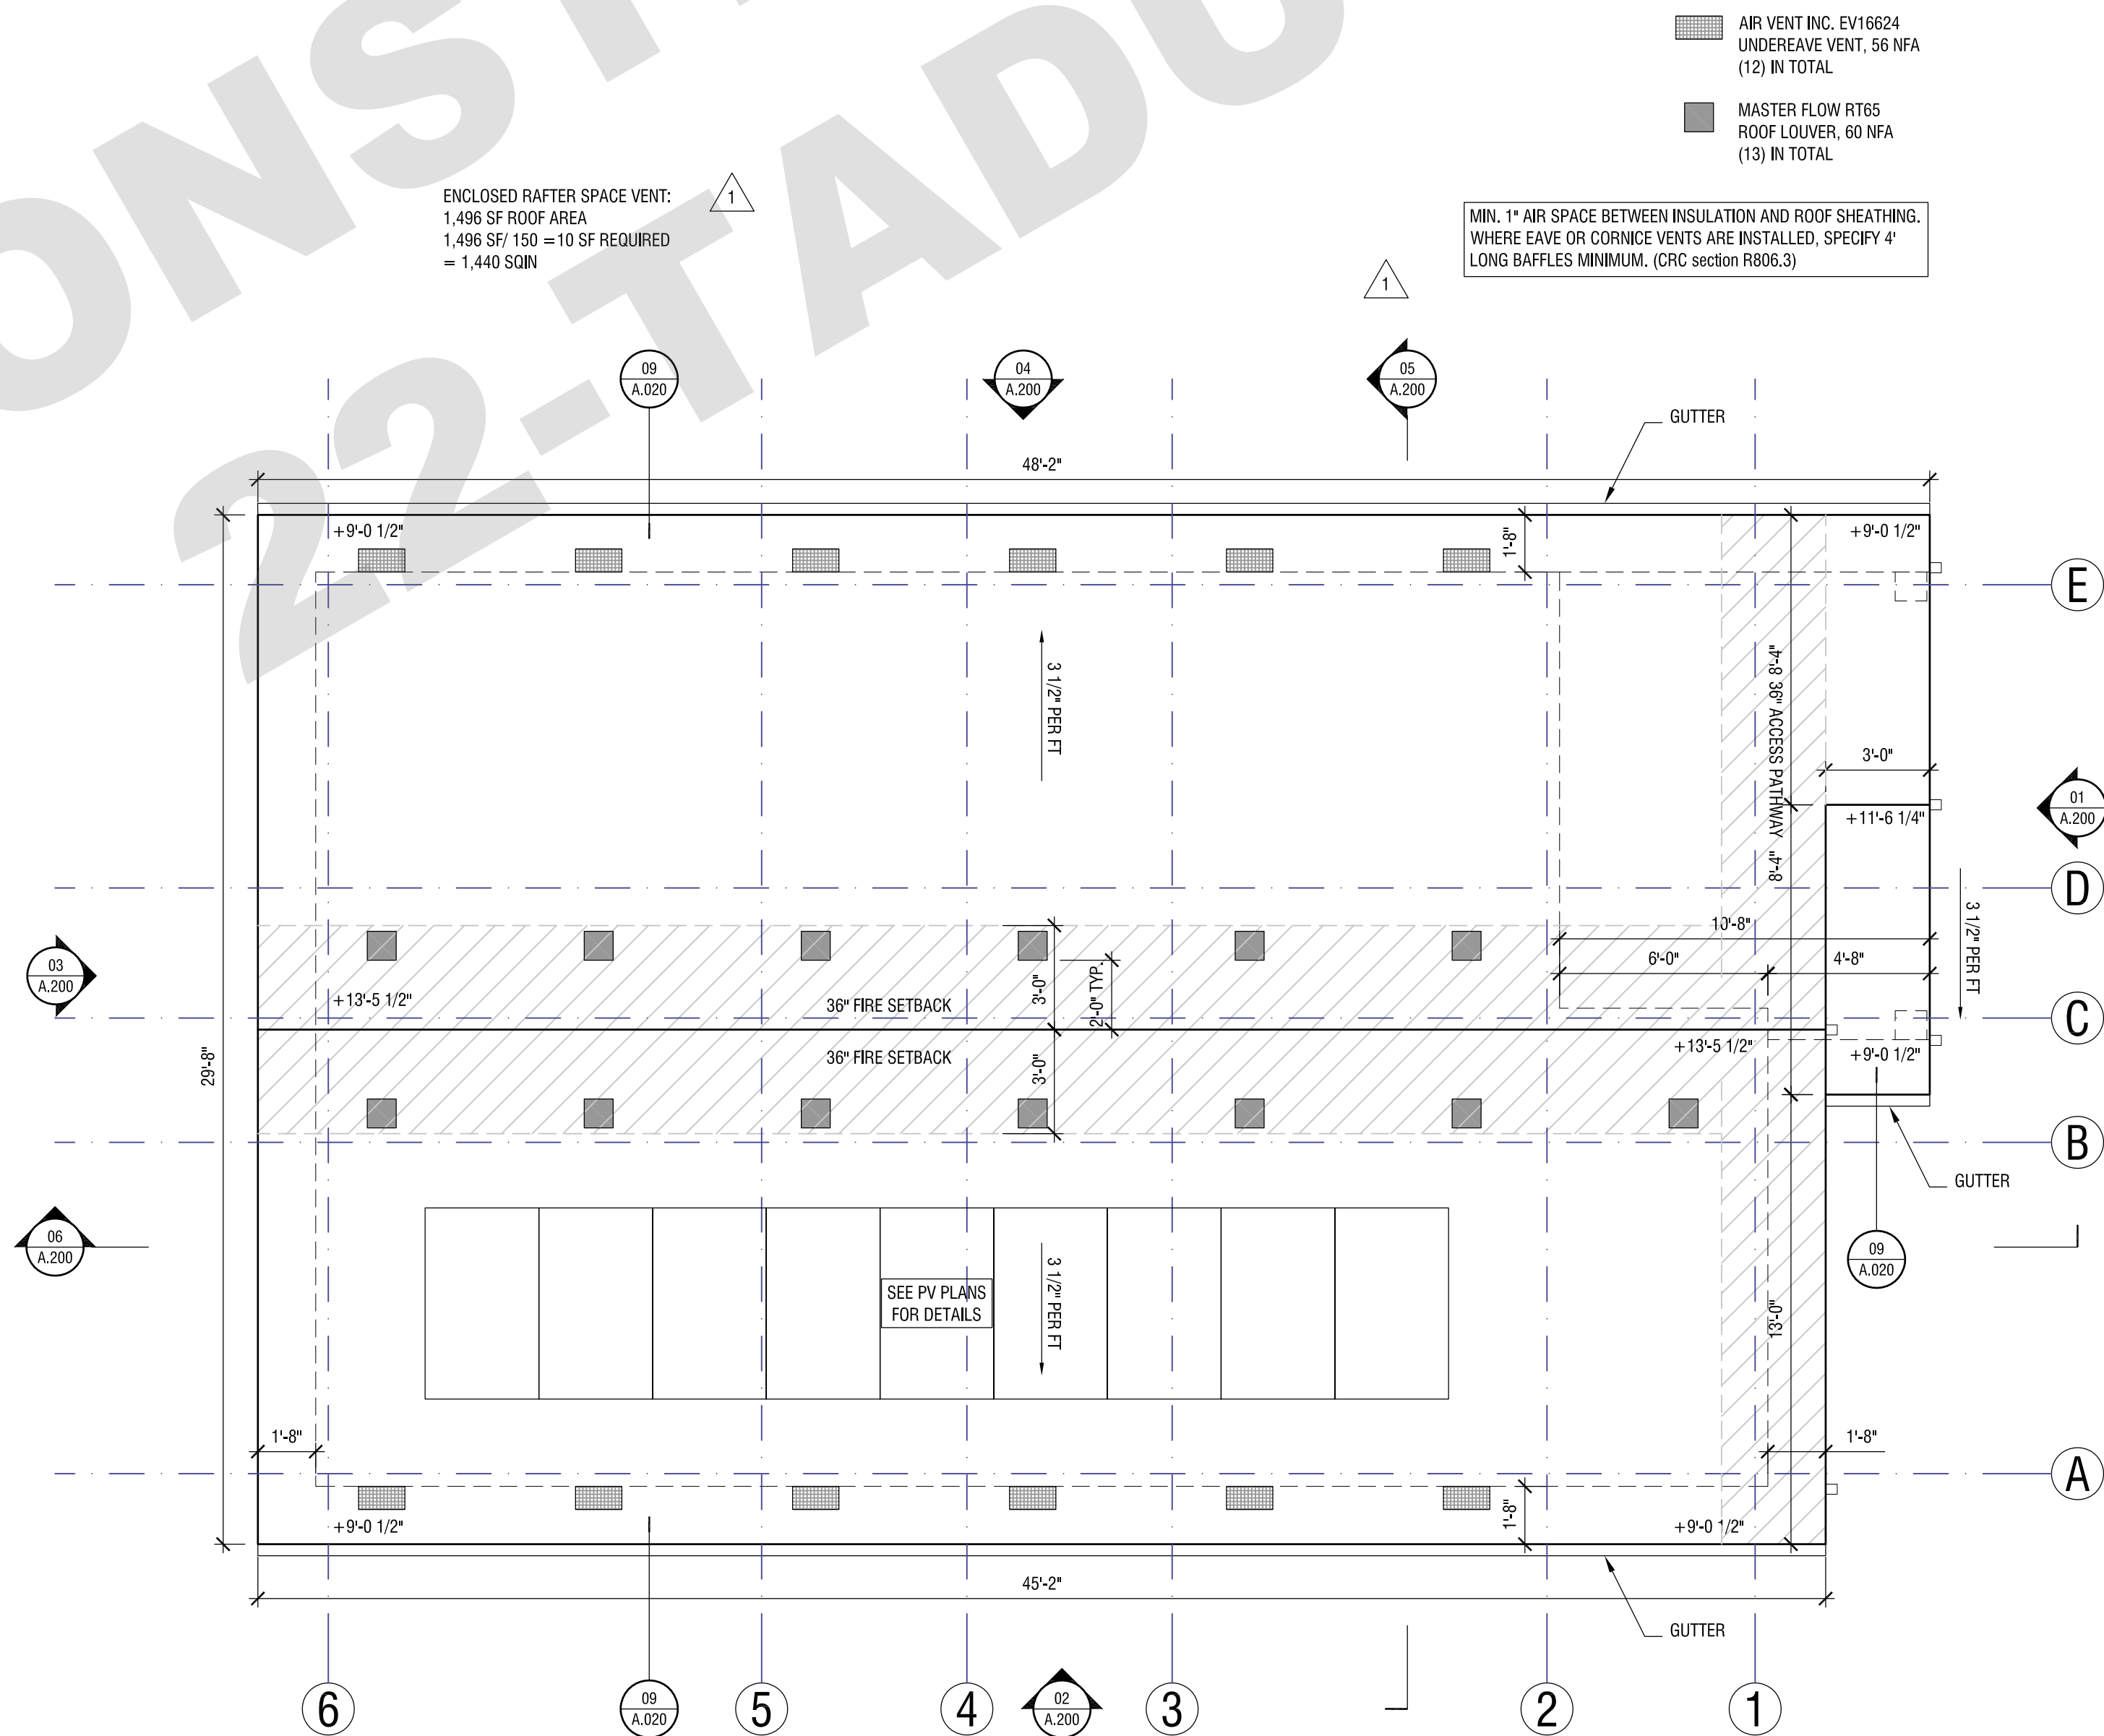 AIR VENT INC. EV16624
UNDEREAVE VENT, 56 NFA
(12) IN TOTAL
MASTER FLOW RT65
ROOF LOUVER, 60 NFA
(13) IN TOTAL
ENCLOSED RAFTER SPACE VENT:
1,496 SF ROOF AREA
1,496 SF/ 150 =10 SF REQUIRED
= 1,440 SQIN
1
MIN. 1" AIR SPACE BETWEEN INSULATION AND ROOF SHEATHING.
WHERE EAVE OR CORNICE VENTS ARE INSTALLED, SPECIFY 4'
LONG BAFFLES MINIMUM. (CRC section R806.3)
1
22-TADU
09
A.020
04
A.200
05
A.200
GUTTER
48'-2"
+9'-0 1/2"
1'-8"
+9'-0 1/2"
E
3 1/2" PER FT
8'-4"
36" ACCESS PATHWAY
3'-0"
+11'-6 1/4"
01
A.200
8'-4"
D
3 1/2" PER FT
10'-8"
6'-0"
4'-8"
03
A.200
+13'-5 1/2"
36" FIRE SETBACK
3'-0"
2'-0" TYP.
C
29'-8"
36" FIRE SETBACK
3'-0"
+13'-5 1/2"
+9'-0 1/2"
B
GUTTER
06
A.200
09
A.020
SEE PV PLANS
FOR DETAILS
3 1/2" PER FT
13'-0"
1'-8"
1'-8"
A
+9'-0 1/2"
1'-8"
+9'-0 1/2"
45'-2"
GUTTER
6
09
A.020
5
4
02
A.200
3
2
1